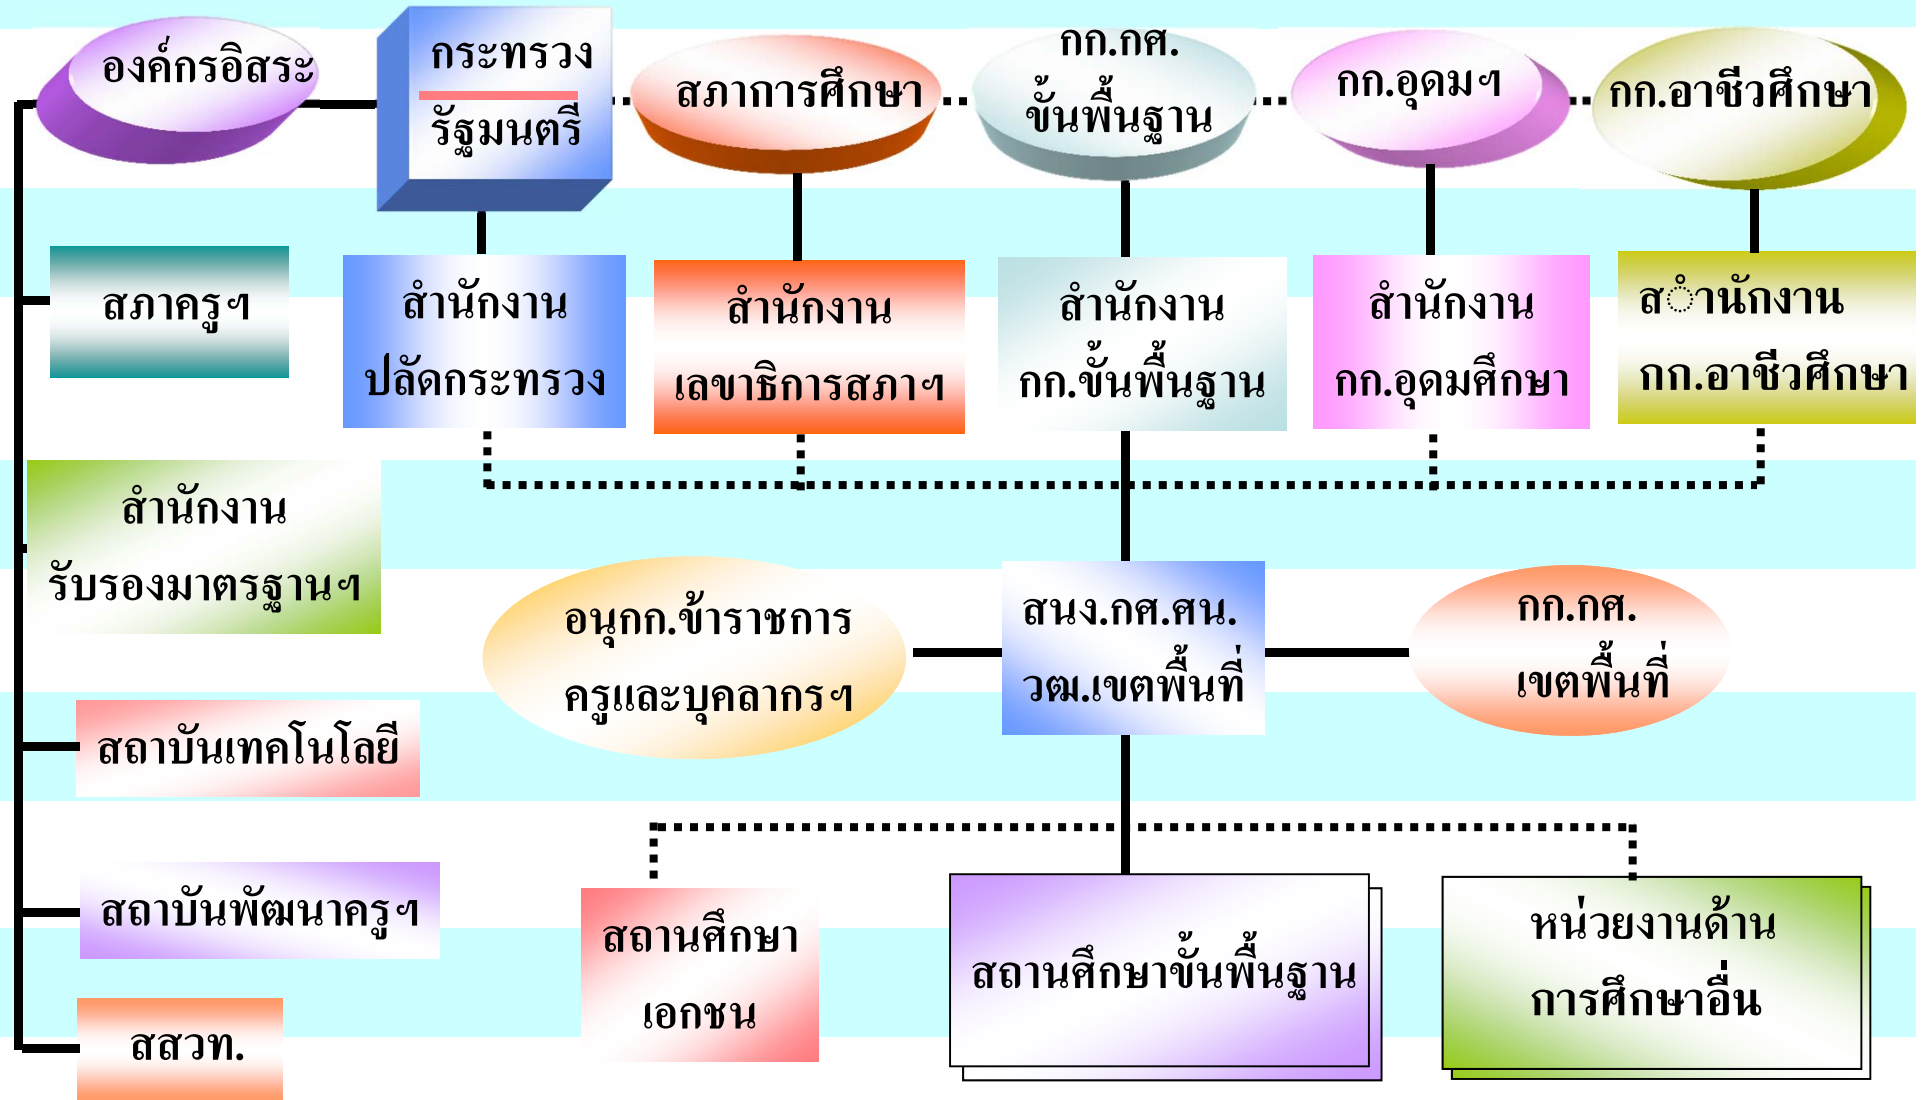 องค์กรอิสระ
กระทรวง
รัฐมนตรี
สภาการศึกษา
กก.กศ.
ขั้นพื้นฐาน
กก.อุดมฯ
กก.อาชีวศึกษา
สภาครูฯ
สำนักงาน
ปลัดกระทรวง
สำนักงาน
เลขาธิการสภาฯ
สำนักงาน
กก.ขั้นพื้นฐาน
สำนักงาน
กก.อุดมศึกษา
สํานักงาน
กก.อาชีวศึกษา
สำนักงาน
รับรองมาตรฐานฯ
อนุกก.ข้าราชการ
ครูและบุคลากรฯ
สนง.กศ.ศน.
วฒ.เขตพื้นที่
กก.กศ.
เขตพื้นที่
สถาบันเทคโนโลยี
สถาบันพัฒนาครูฯ
สสวท.
สถานศึกษา
เอกชน
สถานศึกษาขั้นพื้นฐาน
หน่วยงานด้าน
การศึกษาอื่น